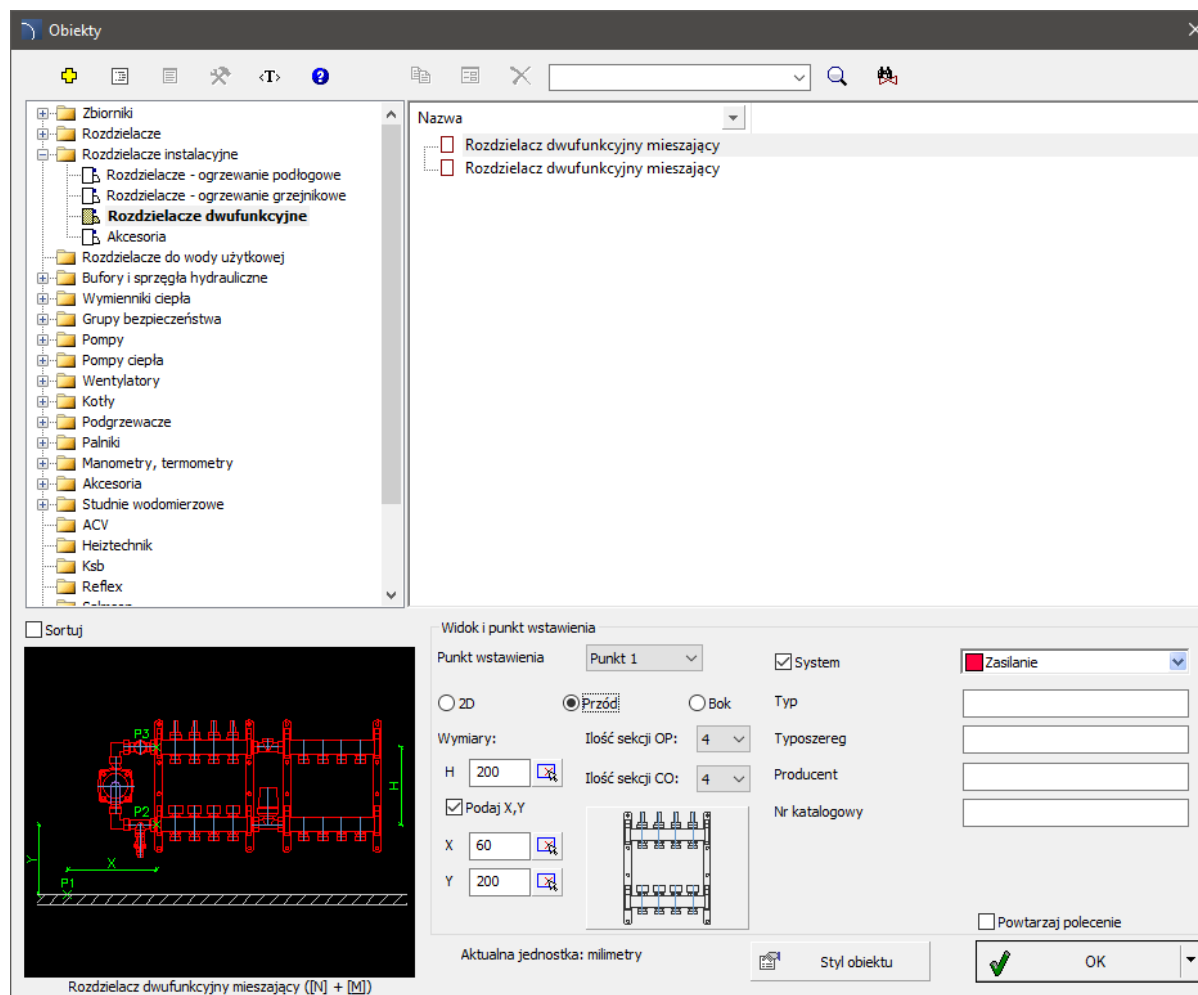 Obiekty
<T>
Zbiorniki
Rozdzielacze
Rozdzielacze instalacyjne
Rozdzielacze - ogrzewanie podłogowe
Rozdzielacze - ogrzewanie grzejnikowe
Rozdzielacze dwufunkcyjne
Akcesoria
Rozdzielacze do wody użytkowej
Bufory i sprzęgła hydrauliczne
Wymienniki ciepła
Grupy bezpieczeństwa
Pompy
Pompy ciepła
Wentylatory
Kotły
Podgrzewacze
Palniki
Manometry, termometry
Akcesoria
Studnie wodomierzowe
ACV
Heiztechnik
Ksb
Reflex
Nazwa
Rozdzielacz dwufunkcyjny mieszający
Rozdzielacz dwufunkcyjny mieszający
Sortuj
P3
H
P2
Y
X
P1
Rozdzielacz dwufunkcyjny mieszający ([N] + [M])
Widok i punkt wstawienia
Punkt wstawienia Punkt 1
2D Przód Bok
Wymiary: Ilość sekcji OP: 4
H 200 Ilość sekcji CO: 4
Podaj X,Y
X 60
Y 200
System Zasilanie
Typ
Typoszereg
Producent
Nr katalogowy
Powtarzaj polecenie
Aktualna jednostka: milimetry
Styl obiektu
OK